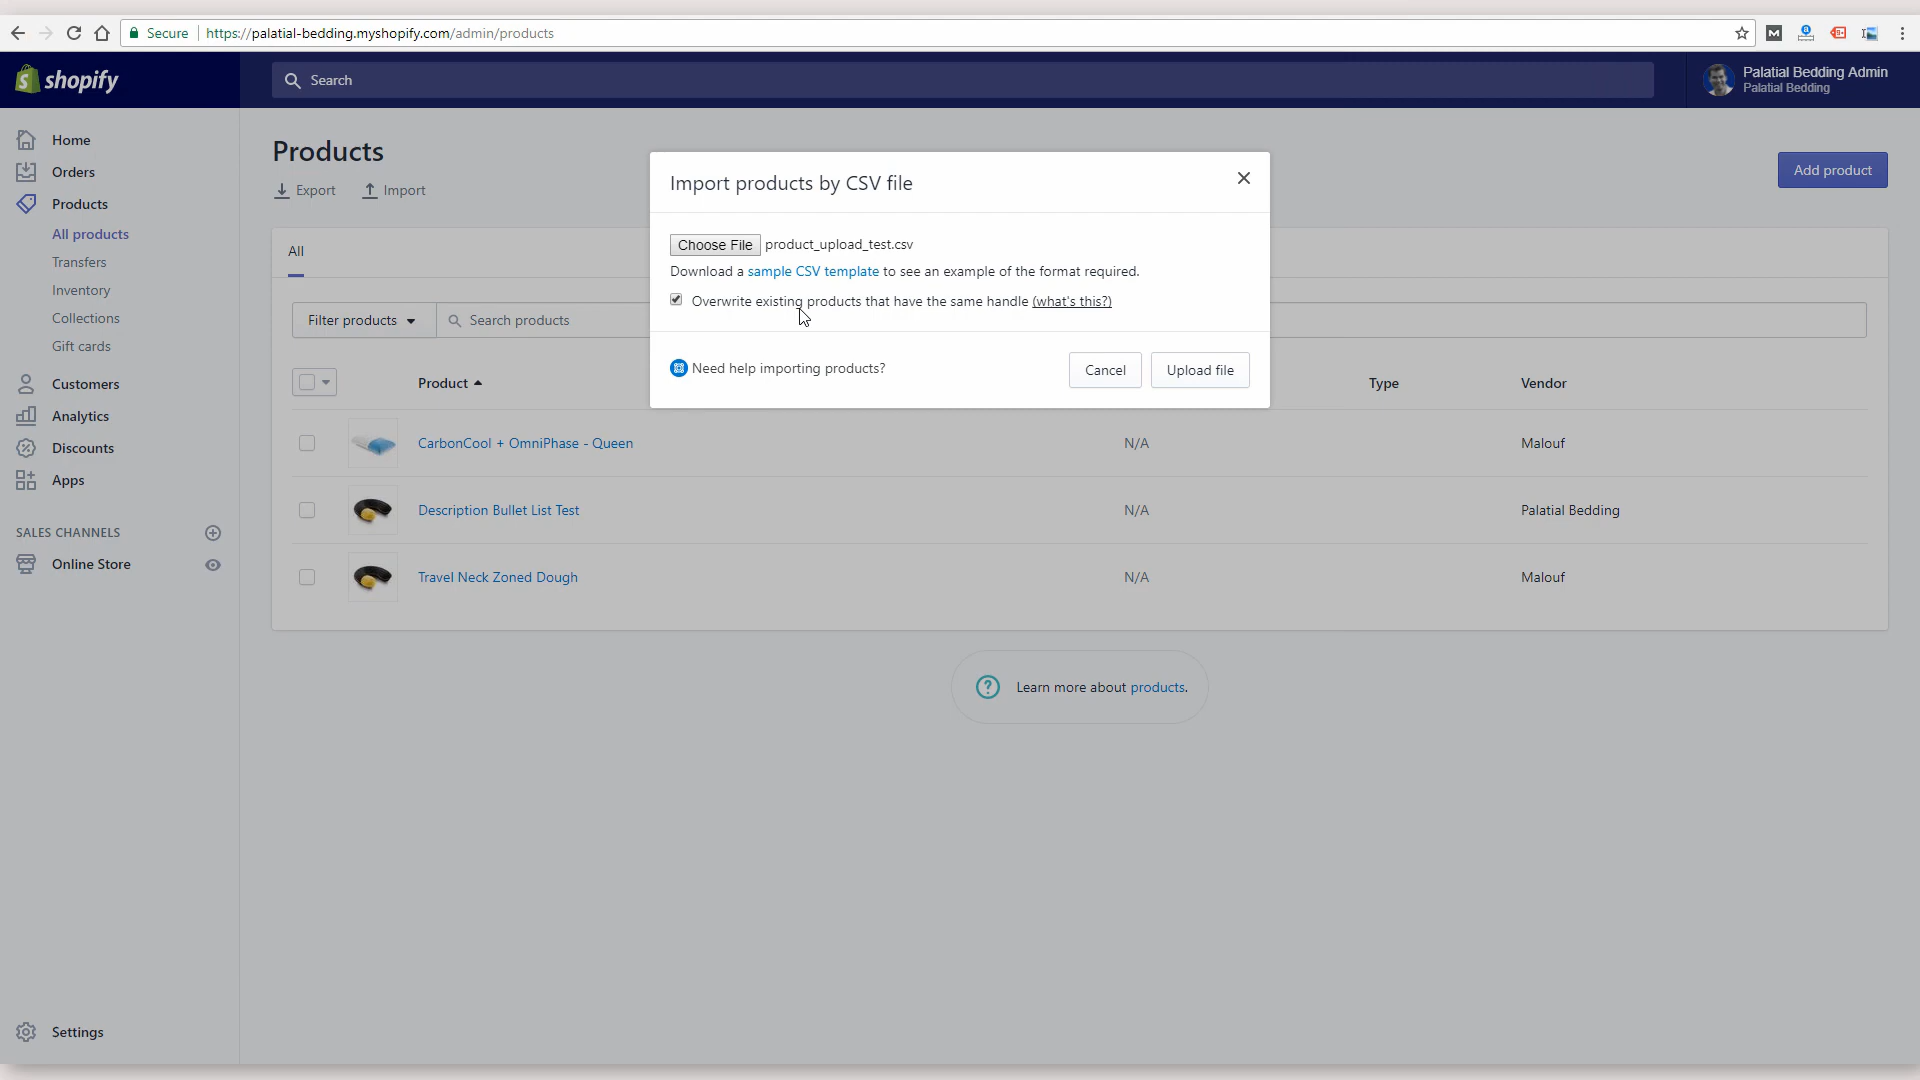 Secure https://palatial-bedding.myshopify.com/admin/products
shopify
Search
Palatial Bedding Admin
Palatial Bedding
Home
Orders
Products
All products
Transfers
Inventory
Collections
Gift cards
Customers
Analytics
Discounts
Apps
SALES CHANNELS
Online Store
Settings
Products
Export Import
Add product
All
Filter products Search products
Product Type Vendor
CarbonCool + OmniPhase - Queen N/A Malouf
Description Bullet List Test N/A Palatial Bedding
Travel Neck Zoned Dough N/A Malouf
Learn more about products.
Import products by CSV file
Choose File product_upload_test.csv
Download a sample CSV template to see an example of the format required.
Overwrite existing products that have the same handle (what's this?)
Need help importing products? Cancel Upload file